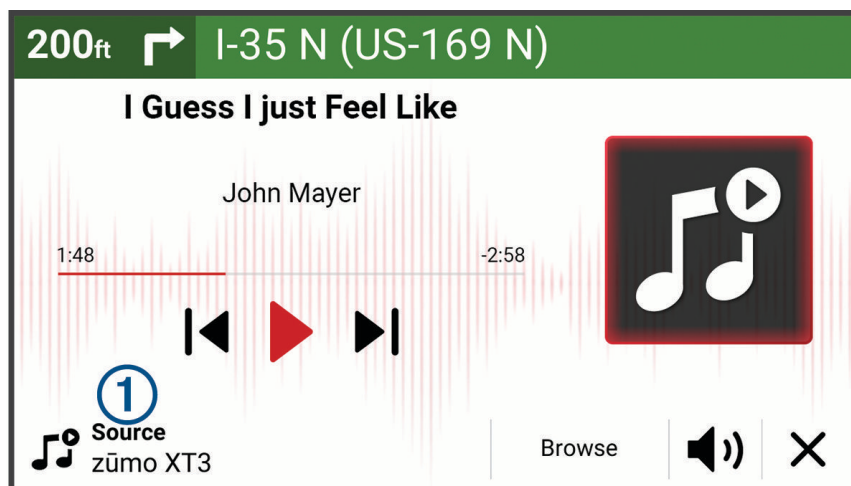 200ft I-35 N (US-169 N)
I Guess I just Feel Like
John Mayer
1:48 -2:58
1
Source
zūmo XT3
Browse